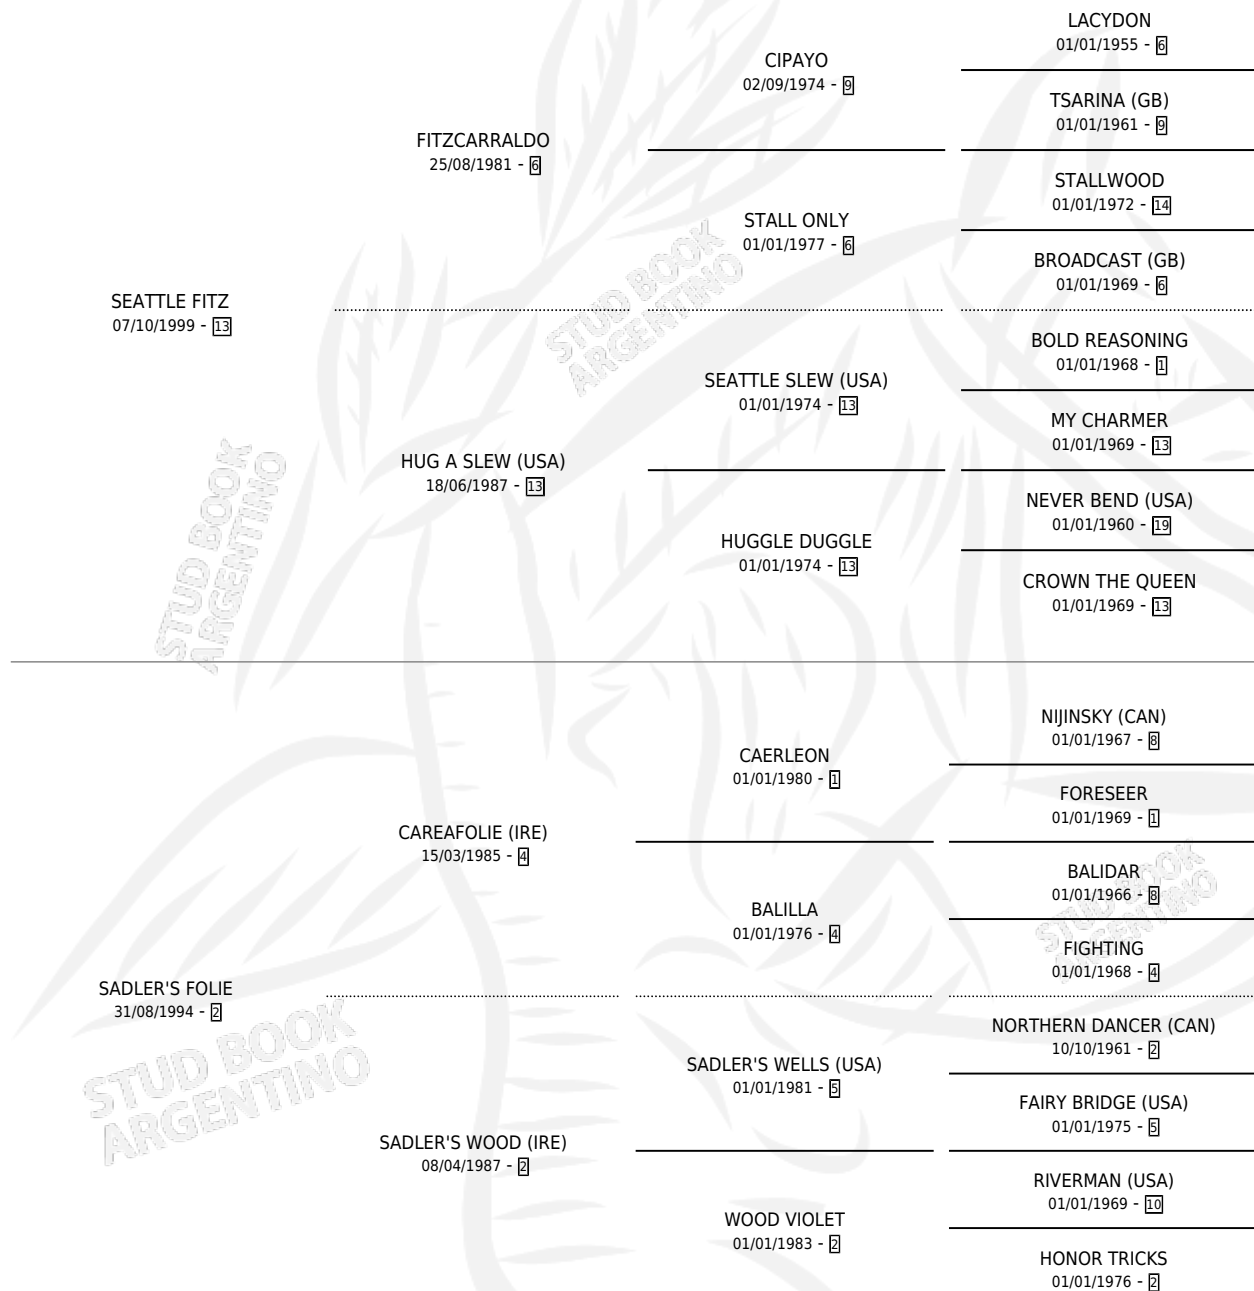 LACYDON
01/01/1955 - 6
CIPAYO
02/09/1974 - 9
TSARINA (GB)
01/01/1961 - 9
FITZCARRALDO
25/08/1981 - 6
STALLWOOD
01/01/1972 - 14
STALL ONLY
01/01/1977 - 6
BROADCAST (GB)
01/01/1969 - 6
SEATTLE FITZ
07/10/1999 - 13
BOLD REASONING
01/01/1968 - 1
SEATTLE SLEW (USA)
01/01/1974 - 13
MY CHARMER
01/01/1969 - 13
HUG A SLEW (USA)
18/06/1987 - 13
NEVER BEND (USA)
01/01/1960 - 19
HUGGLE DUGGLE
01/01/1974 - 13
CROWN THE QUEEN
01/01/1969 - 13
NIJINSKY (CAN)
01/01/1967 - 8
CAERLEON
01/01/1980 - 1
FORESEER
01/01/1969 - 1
CAREAFOLIE (IRE)
15/03/1985 - 4
BALIDAR
01/01/1966 - 8
BALILLA
01/01/1976 - 4
FIGHTING
01/01/1968 - 4
SADLER'S FOLIE
31/08/1994 - 2
NORTHERN DANCER (CAN)
10/10/1961 - 2
SADLER'S WELLS (USA)
01/01/1981 - 5
FAIRY BRIDGE (USA)
01/01/1975 - 5
SADLER'S WOOD (IRE)
08/04/1987 - 2
RIVERMAN (USA)
01/01/1969 - 10
WOOD VIOLET
01/01/1983 - 2
HONOR TRICKS
01/01/1976 - 2
STUD BOOK
ARGENTINO
STUD BOOK
ARGENTINO
STUD BOOK
ARGENTINO
STUD BOOK
ARGENTINO